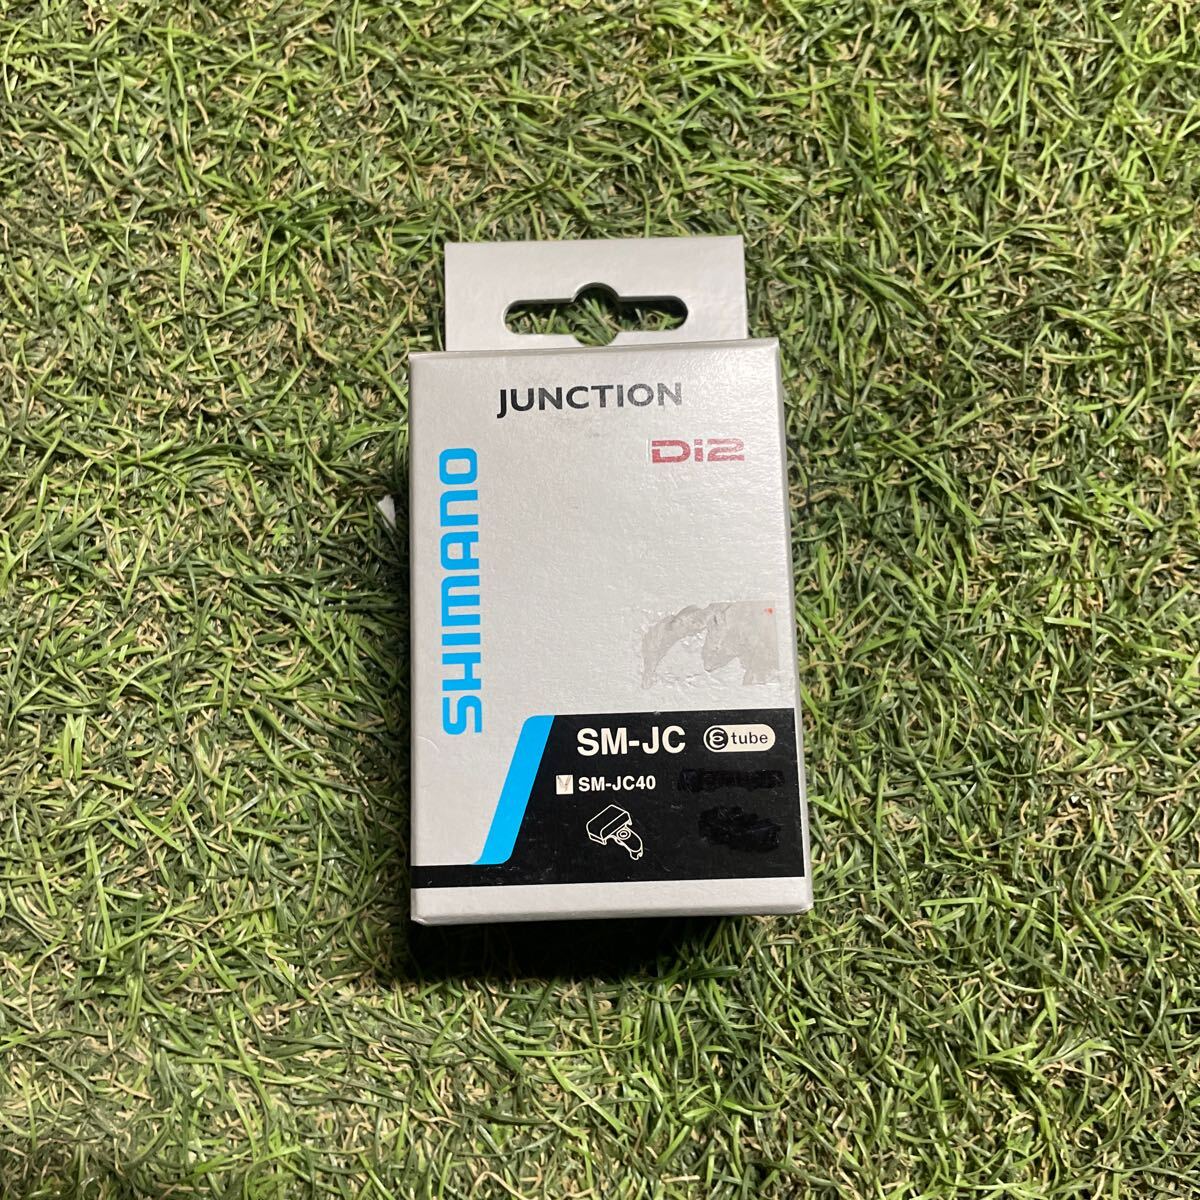 JUNCTION
Di2
SHIMANO
SM-JC
e tube
SM-JC40